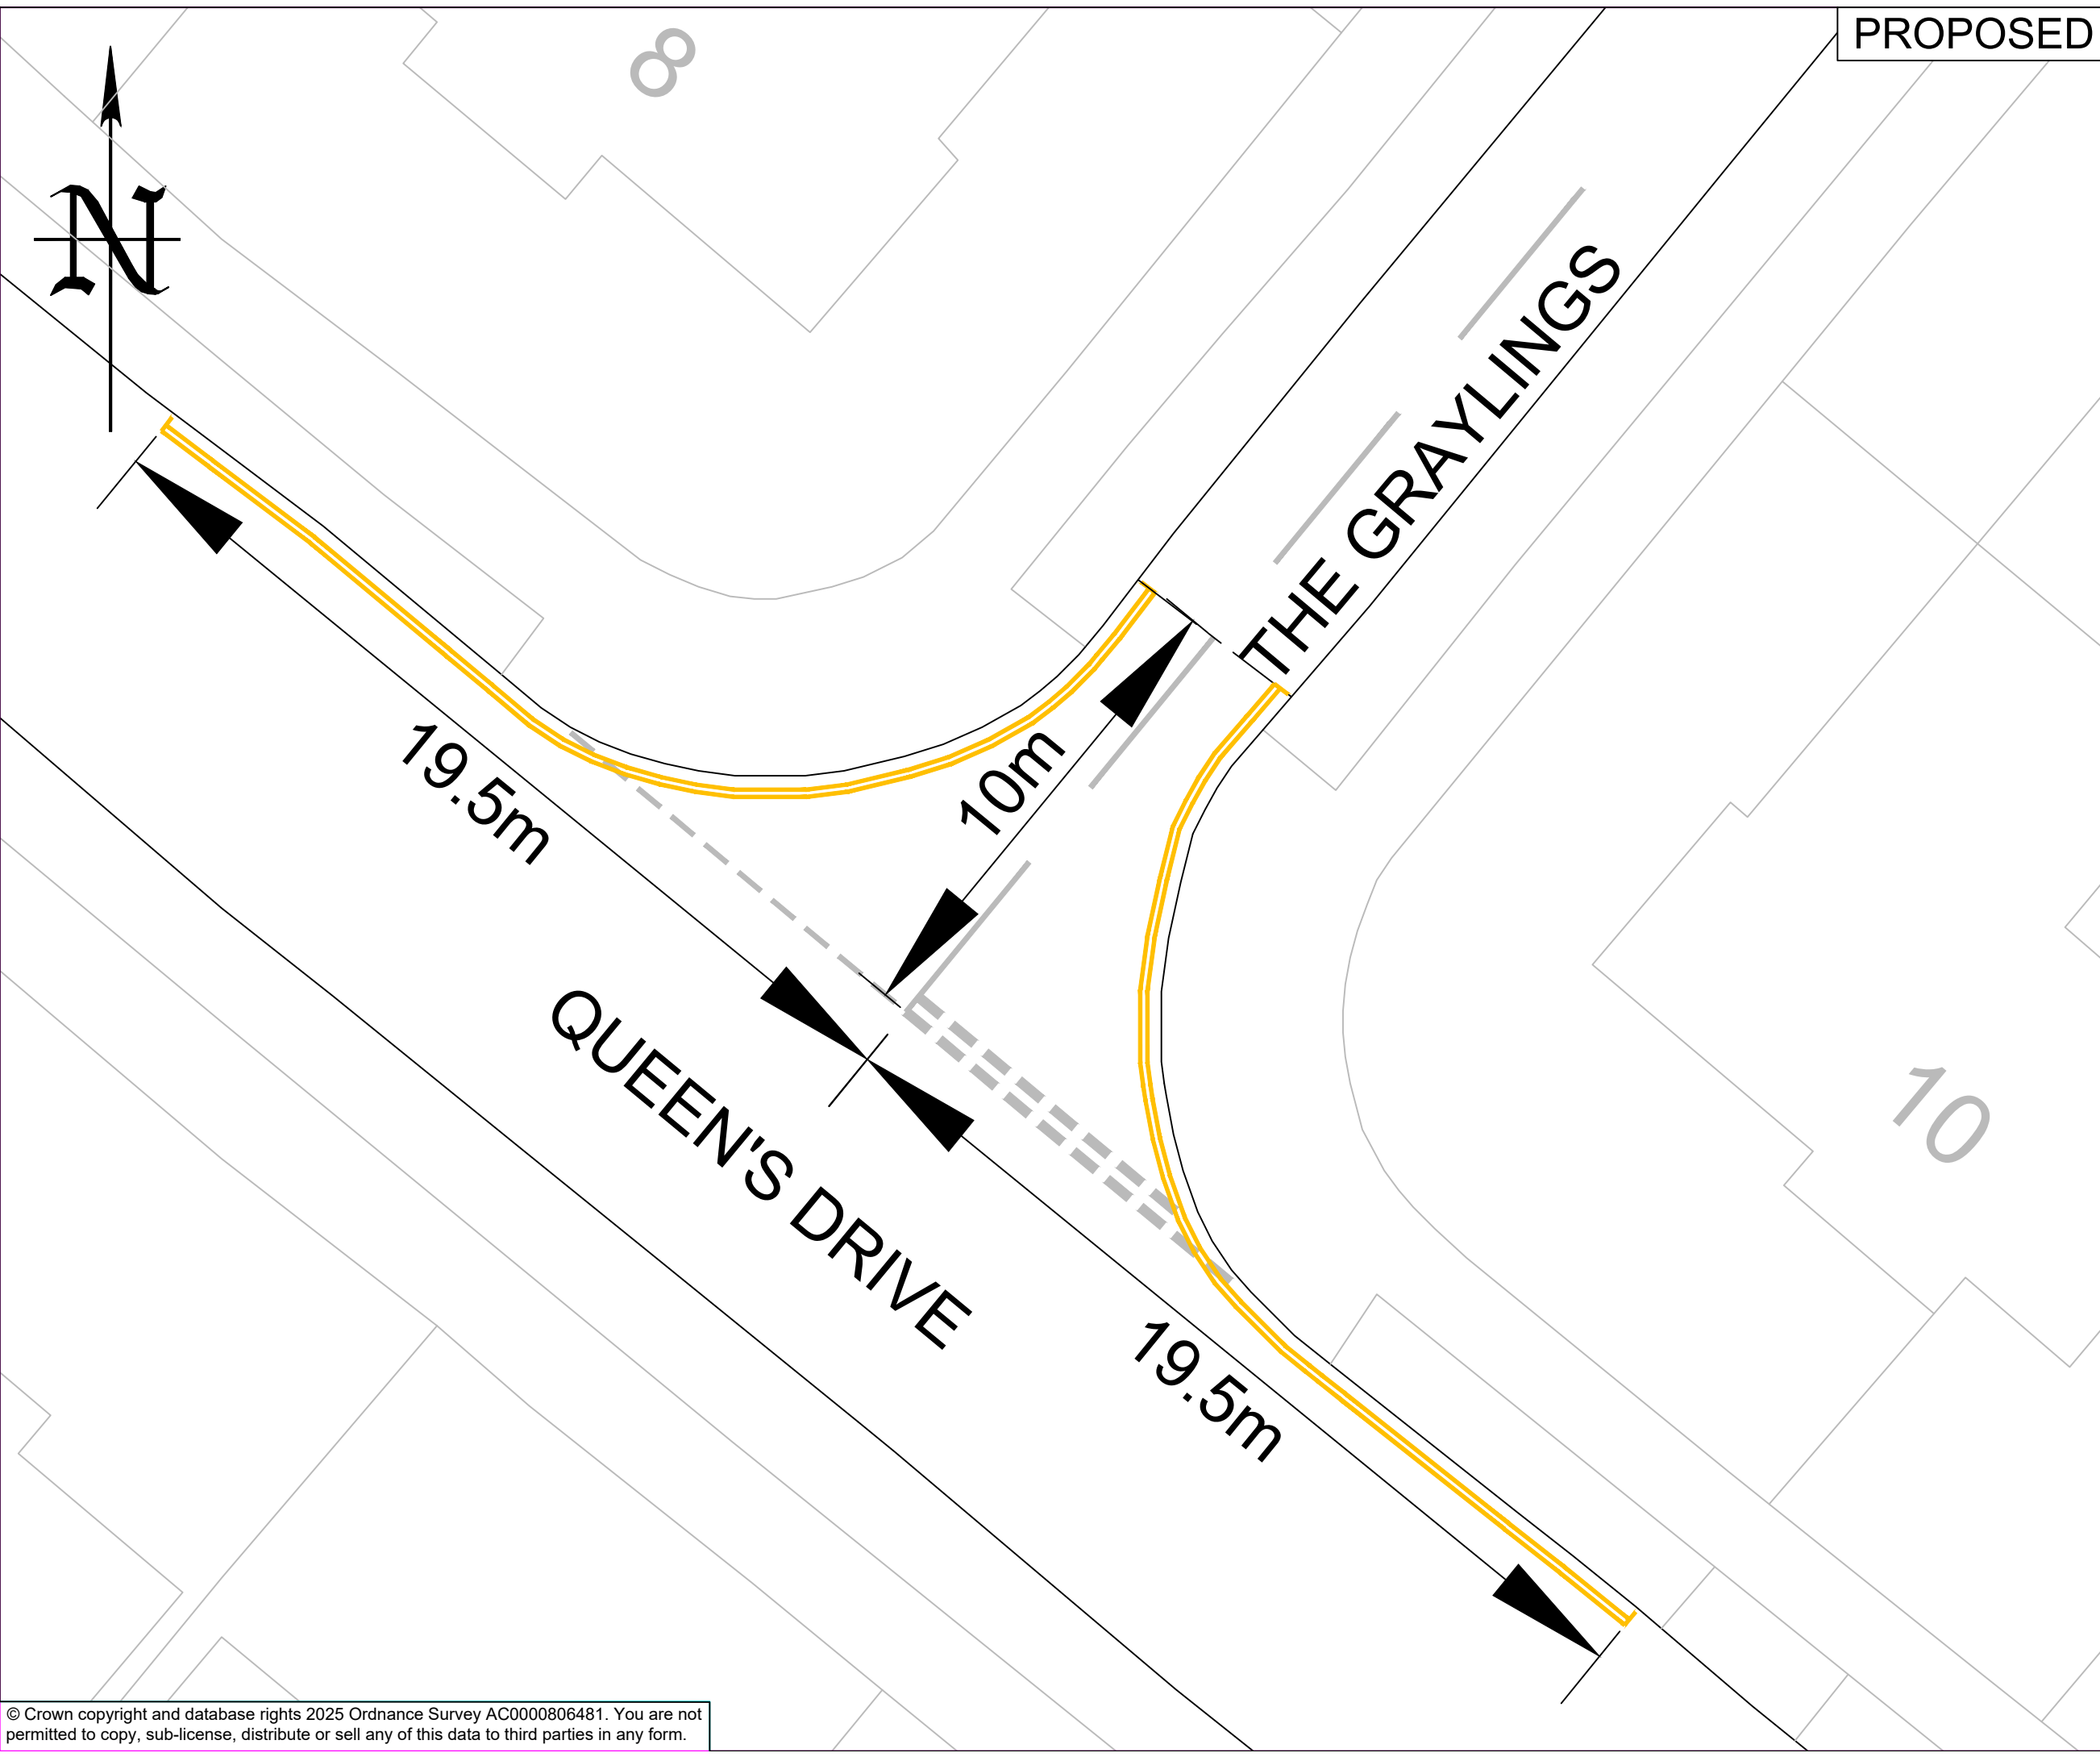 PROPOSED
8
N
THE GRAYLINGS
19.5m
10m
QUEEN'S DRIVE
10
19.5m
© Crown copyright and database rights 2025 Ordnance Survey AC0000806481. You are not
permitted to copy, sub-license, distribute or sell any of this data to third parties in any form.